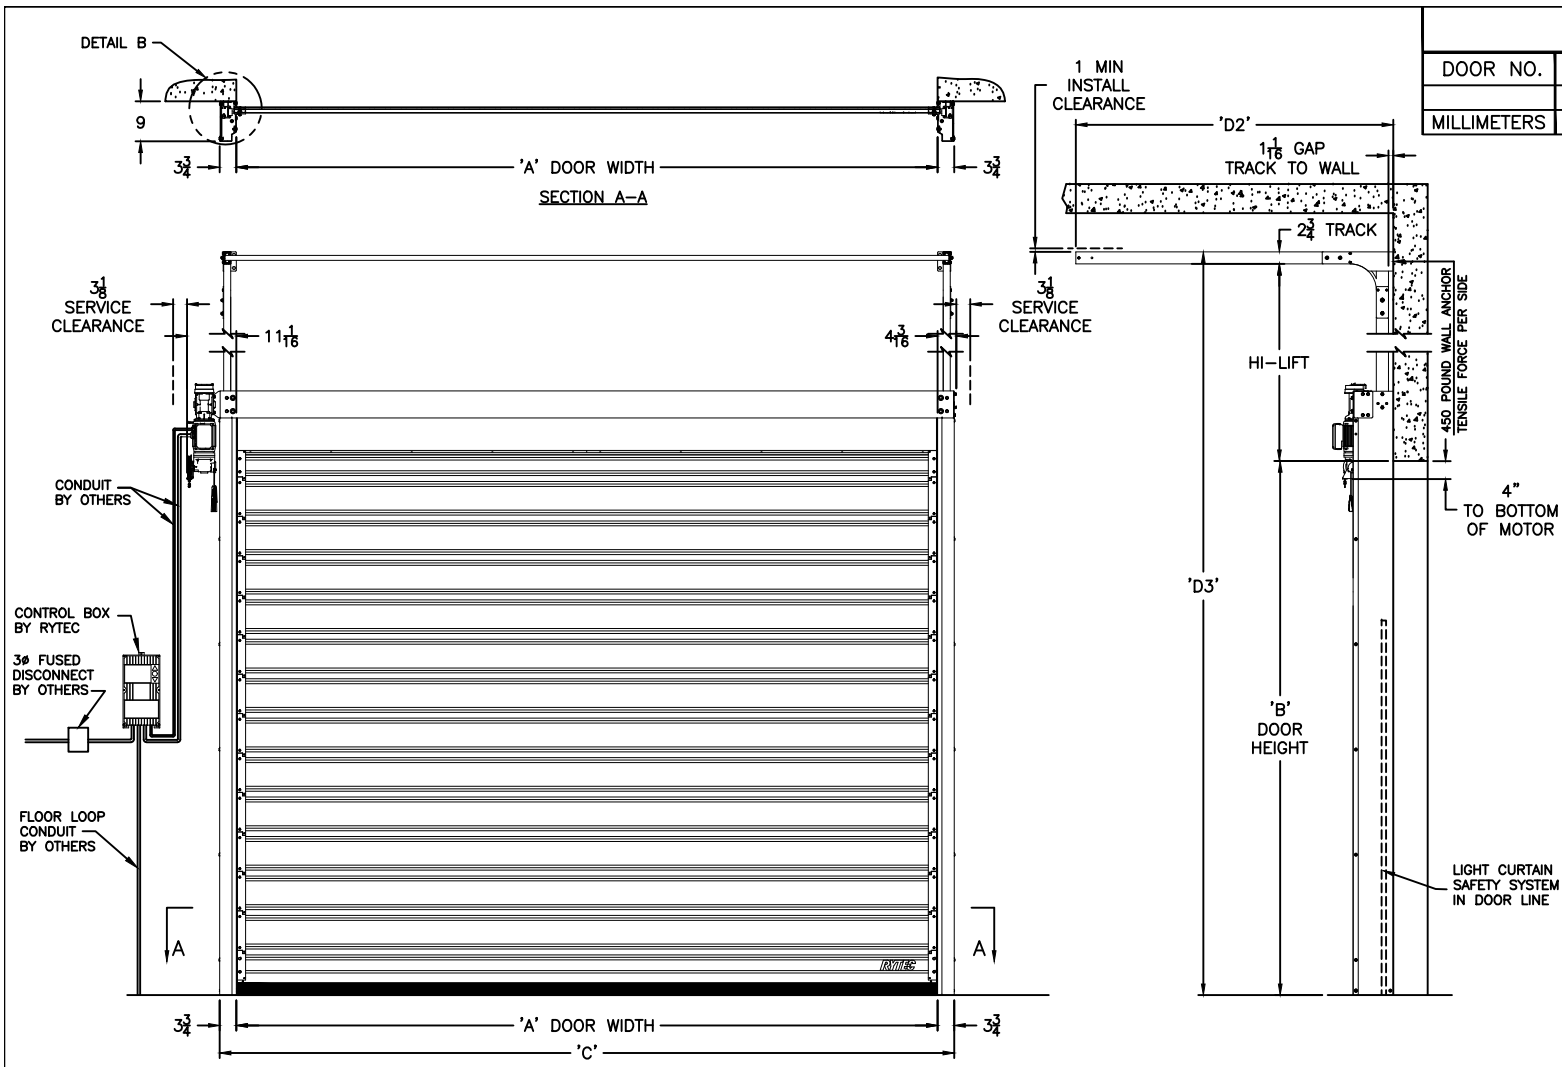 DETAIL B
9
3 3/4
'A' DOOR WIDTH
3 3/4
SECTION A–A
1 MIN
INSTALL
CLEARANCE
DOOR NO.
MILLIMETERS
'D2'
1 1/16 GAP
TRACK TO WALL
2 3/4 TRACK
3 1/8
SERVICE
CLEARANCE
11 1/16
4 3/16
3 1/8
SERVICE
CLEARANCE
HI–LIFT
450 POUND WALL ANCHOR
TENSILE FORCE PER SIDE
4"
TO BOTTOM
OF MOTOR
CONDUIT
BY OTHERS
CONTROL BOX
BY RYTEC
3ø FUSED
DISCONNECT
BY OTHERS
'D3'
'B'
DOOR
HEIGHT
FLOOR LOOP
CONDUIT
BY OTHERS
LIGHT CURTAIN
SAFETY SYSTEM
IN DOOR LINE
A
A
RYTEC
3 3/4
'A' DOOR WIDTH
3 3/4
'C'